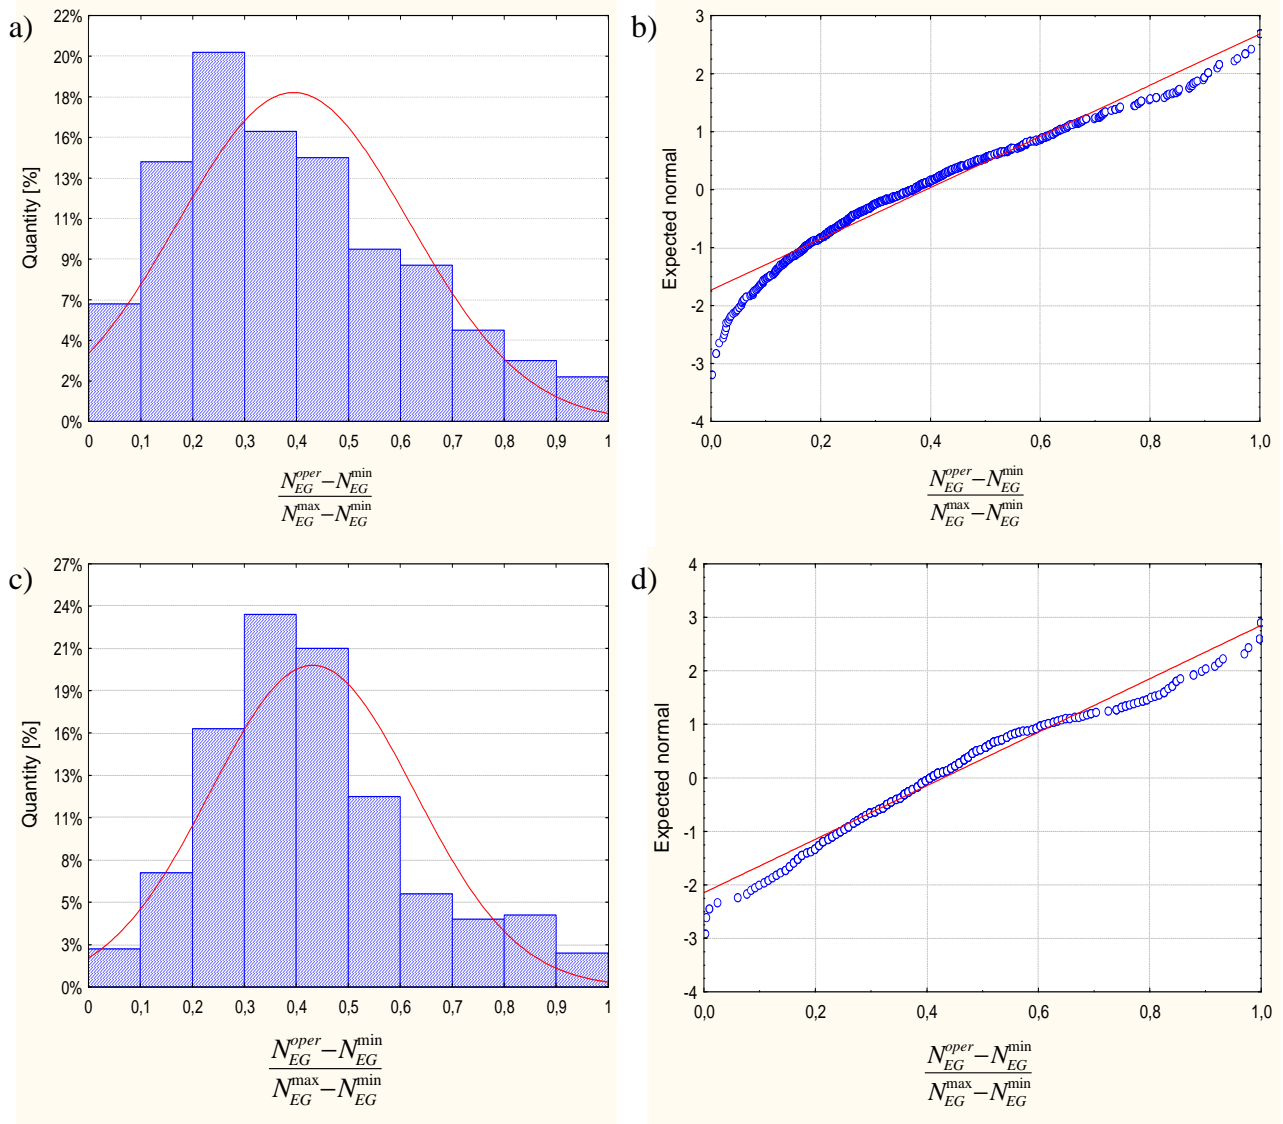 a)
22%
20%
18%
16%
13%
11%
9%
7%
4%
2%
0%
Quantity [%]
0 0,1 0,2 0,3 0,4 0,5 0,6 0,7 0,8 0,9 1
N_EG^oper − N_EG^min
N_EG^max − N_EG^min
b)
3
2
1
0
-1
-2
-3
-4
Expected normal
0,0 0,2 0,4 0,6 0,8 1,0
N_EG^oper − N_EG^min
N_EG^max − N_EG^min
c)
27%
24%
21%
19%
16%
13%
11%
8%
5%
3%
0%
Quantity [%]
0 0,1 0,2 0,3 0,4 0,5 0,6 0,7 0,8 0,9 1
N_EG^oper − N_EG^min
N_EG^max − N_EG^min
d)
4
3
2
1
0
-1
-2
-3
-4
Expected normal
0,0 0,2 0,4 0,6 0,8 1,0
N_EG^oper − N_EG^min
N_EG^max − N_EG^min